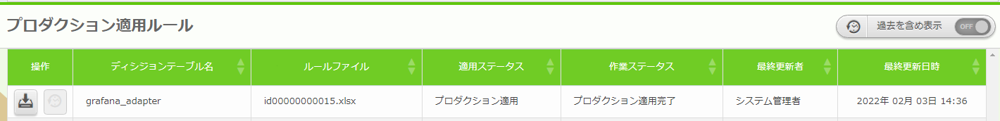 プロダクション適用ルール
過去を含め表示 OFF
操作 ディシジョンテーブル名 ルールファイル 適用ステータス 作業ステータス 最終更新者 最終更新日時
grafana_adapter id00000000015.xlsx プロダクション適用 プロダクション適用完了 システム管理者 2022年 02月 03日 14:36